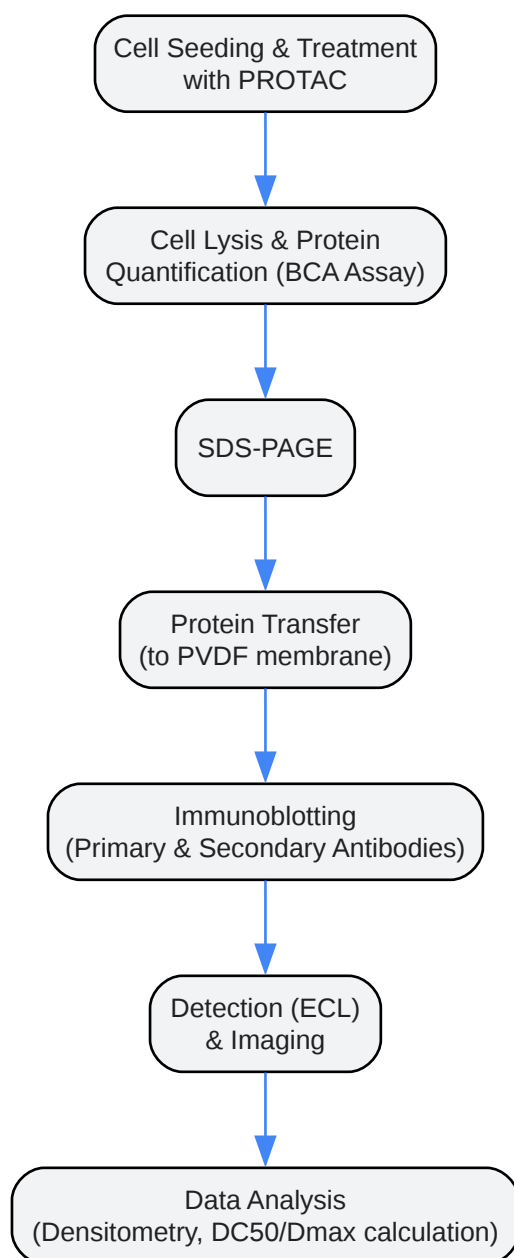 Cell Seeding & Treatment
with PROTAC
Cell Lysis & Protein
Quantification (BCA Assay)
SDS-PAGE
Protein Transfer
(to PVDF membrane)
Immunoblotting
(Primary & Secondary Antibodies)
Detection (ECL)
& Imaging
Data Analysis
(Densitometry, DC50/Dmax calculation)